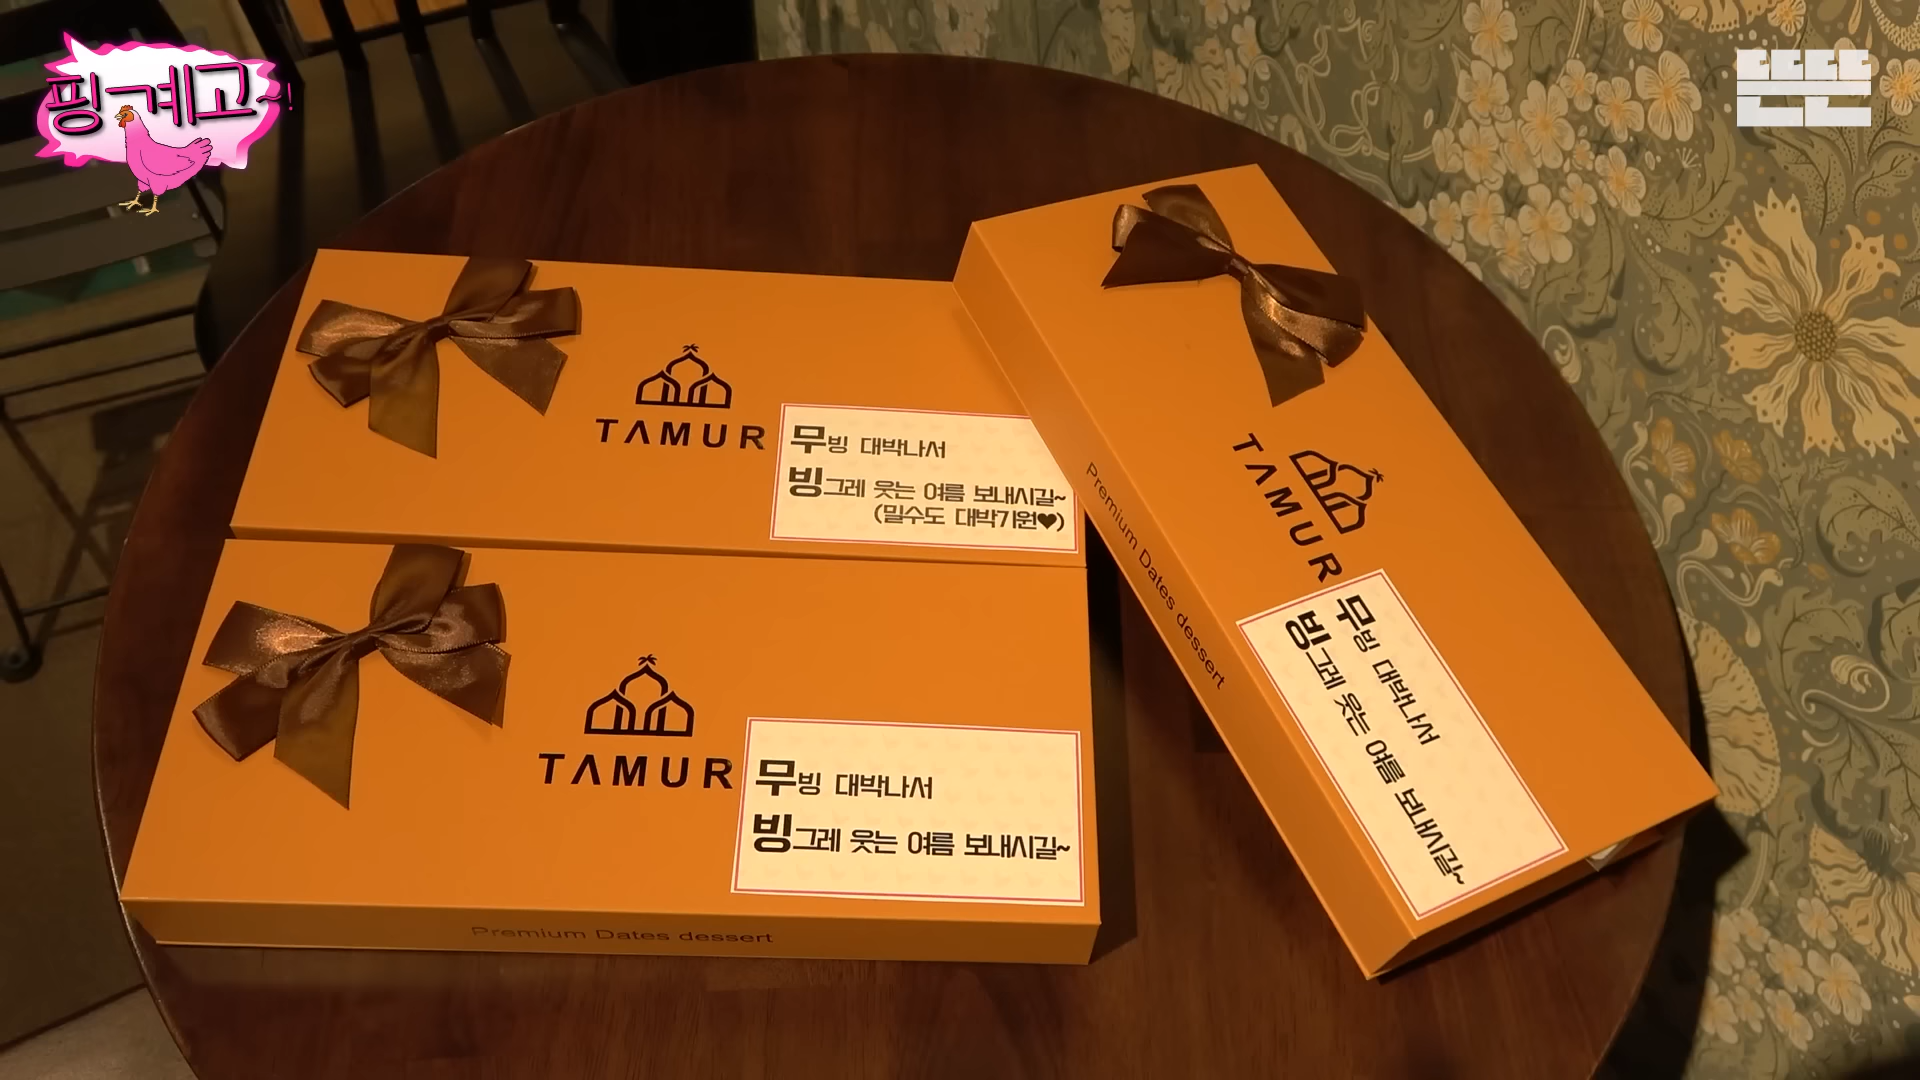 핑계고~!
뜬뜬
TAMUR
무빙 대박나서
빙그레 웃는 여름 보내시길~
(밀수도 대박기원♥)
TAMUR
무빙 대박나서
빙그레 웃는 여름 보내시길~
Premium Dates dessert
TAMUR
무빙 대박나서
빙그레 웃는 여름 보내시길~
Premium Dates dessert